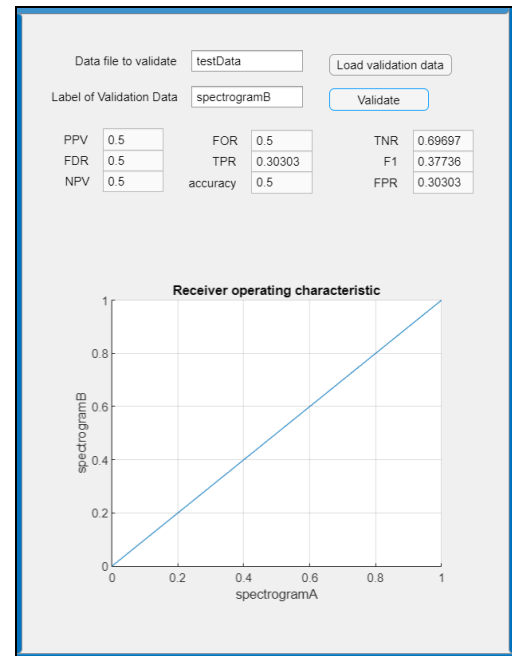 Data file to validate testData Load validation data
Label of Validation Data spectrogramB Validate
PPV 0.5 FOR 0.5 TNR 0.69697
FDR 0.5 TPR 0.30303 F1 0.37736
NPV 0.5 accuracy 0.5 FPR 0.30303
Receiver operating characteristic
1
0.8
0.6
0.4
0.2
0
spectrogramB
0 0.2 0.4 0.6 0.8 1
spectrogramA